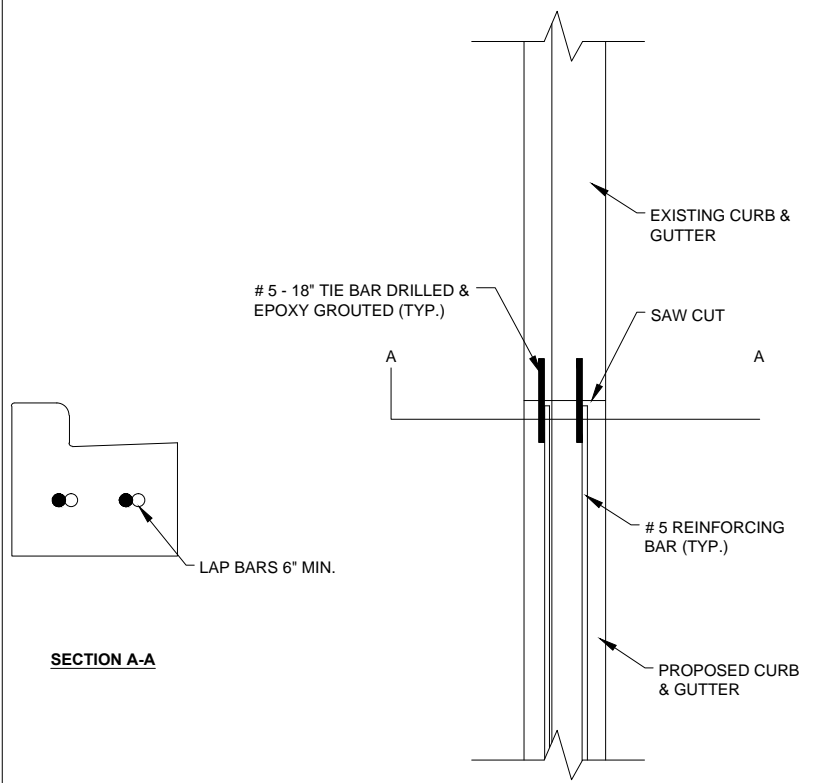 EXISTING CURB &
GUTTER
# 5 - 18" TIE BAR DRILLED &
EPOXY GROUTED (TYP.)
SAW CUT
A
A
# 5 REINFORCING
BAR (TYP.)
LAP BARS 6" MIN.
SECTION A-A
PROPOSED CURB
& GUTTER